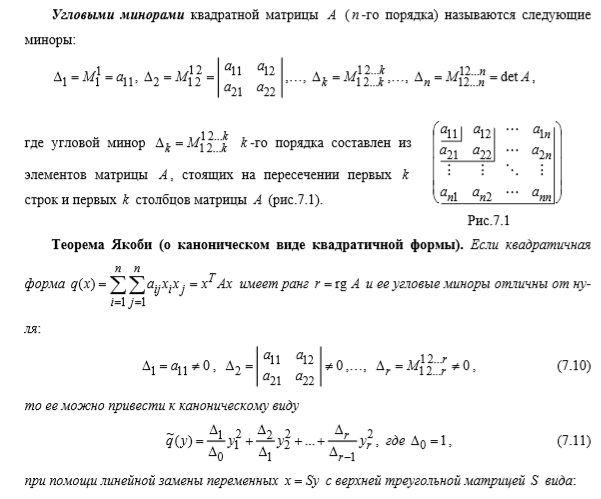 Угловыми минорами квадратной матрицы A (n-го порядка) называются следующие
миноры:
Δ₁ = M₁¹ = a₁₁, Δ₂ = M₁₂¹² = | a₁₁ a₁₂ ; a₂₁ a₂₂ |,…, Δₖ = M₁₂…ₖ¹²…ᵏ,…, Δₙ = M₁₂…ₙ¹²…ⁿ = det A,
где угловой минор Δₖ = M₁₂…ₖ¹²…ᵏ k-го порядка составлен из
элементов матрицы A, стоящих на пересечении первых k
строк и первых k столбцов матрицы A (рис.7.1).
a₁₁ a₁₂ ⋯ a₁ₙ
a₂₁ a₂₂ ⋯ a₂ₙ
⋮ ⋮ ⋱ ⋮
aₙ₁ aₙ₂ ⋯ aₙₙ
Рис.7.1
Теорема Якоби (о каноническом виде квадратичной формы). Если квадратичная
форма q(x) = ∑ᵢ₌₁ⁿ ∑ⱼ₌₁ⁿ aᵢⱼxᵢxⱼ = xᵀAx имеет ранг r = rg A и ее угловые миноры отличны от ну-
ля:
Δ₁ = a₁₁ ≠ 0, Δ₂ = | a₁₁ a₁₂ ; a₂₁ a₂₂ | ≠ 0,…, Δᵣ = M₁₂…ᵣ¹²…ʳ ≠ 0, (7.10)
то ее можно привести к каноническому виду
q̃(y) = Δ₁/Δ₀ y₁² + Δ₂/Δ₁ y₂² + … + Δᵣ/Δᵣ₋₁ yᵣ², где Δ₀ = 1, (7.11)
при помощи линейной замены переменных x = Sy с верхней треугольной матрицей S вида: